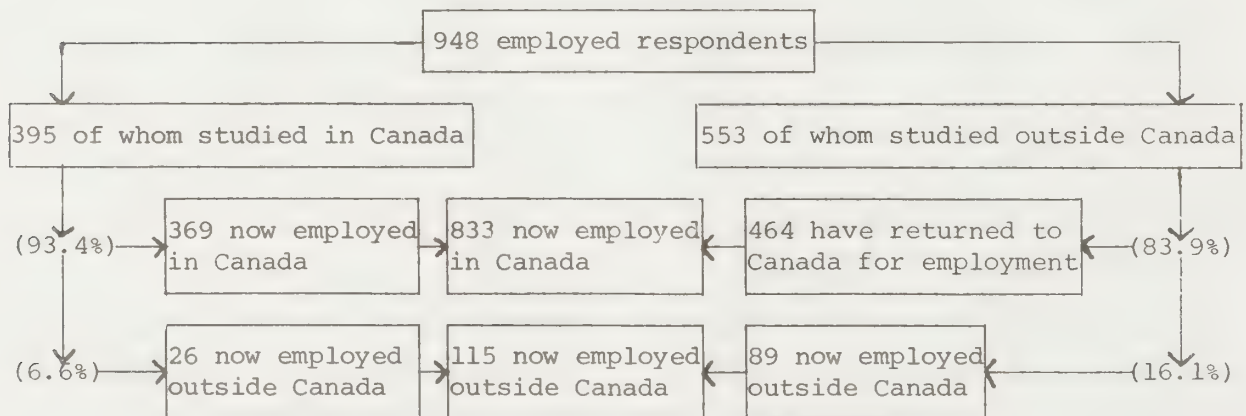 948 employed respondents
395 of whom studied in Canada
553 of whom studied outside Canada
(93.4%)
369 now employed
in Canada
833 now employed
in Canada
464 have returned to
Canada for employment
(83.9%)
(6.6%)
26 now employed
outside Canada
115 now employed
outside Canada
89 now employed
outside Canada
(16.1%)